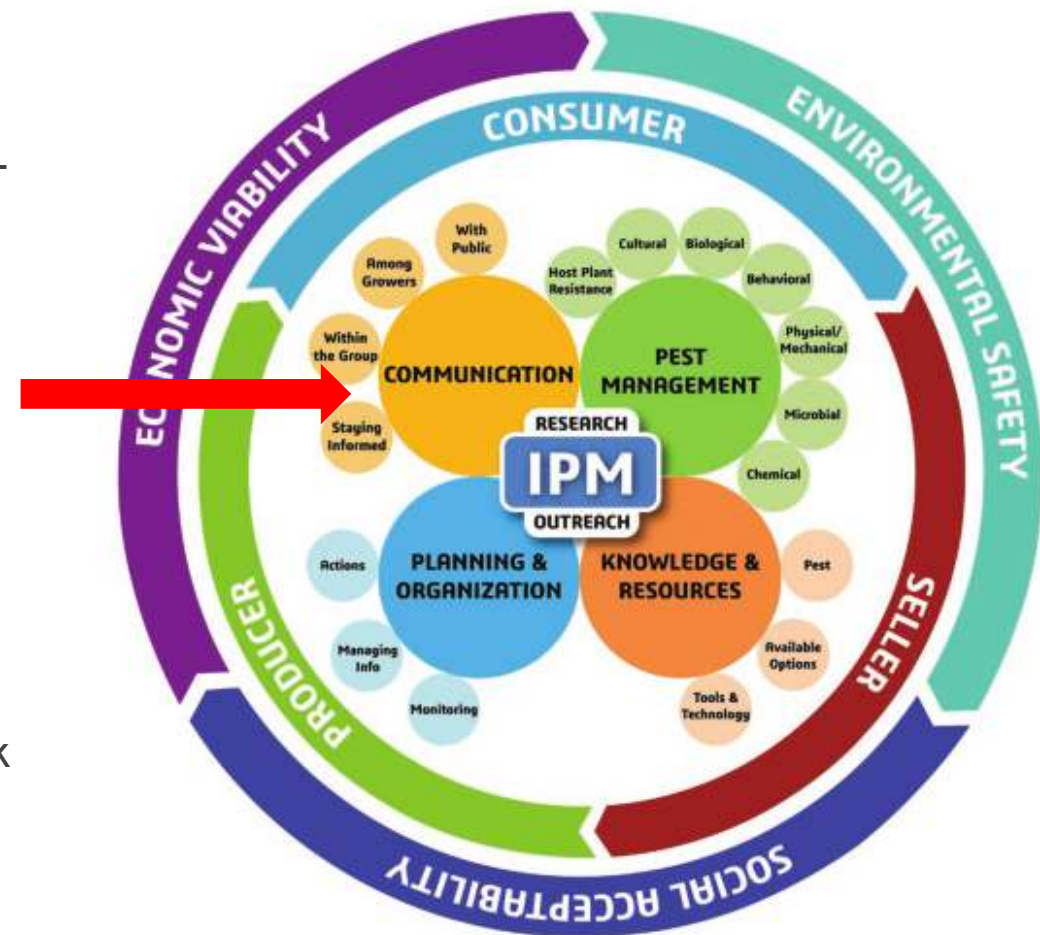 ECONOMIC VIABILITY
ENVIRONMENTAL SAFETY
SOCIAL ACCEPTABILITY
CONSUMER
SELLER
PRODUCER
With
Public
Among
Growers
Within
the Group
Staying
Informed
COMMUNICATION
Host Plant
Resistance
Cultural
Biological
Behavioral
Physical/
Mechanical
Microbial
Chemical
PEST
MANAGEMENT
RESEARCH
IPM
OUTREACH
PLANNING &
ORGANIZATION
Actions
Managing
Info
Monitoring
KNOWLEDGE &
RESOURCES
Pest
Available
Options
Tools &
Technology